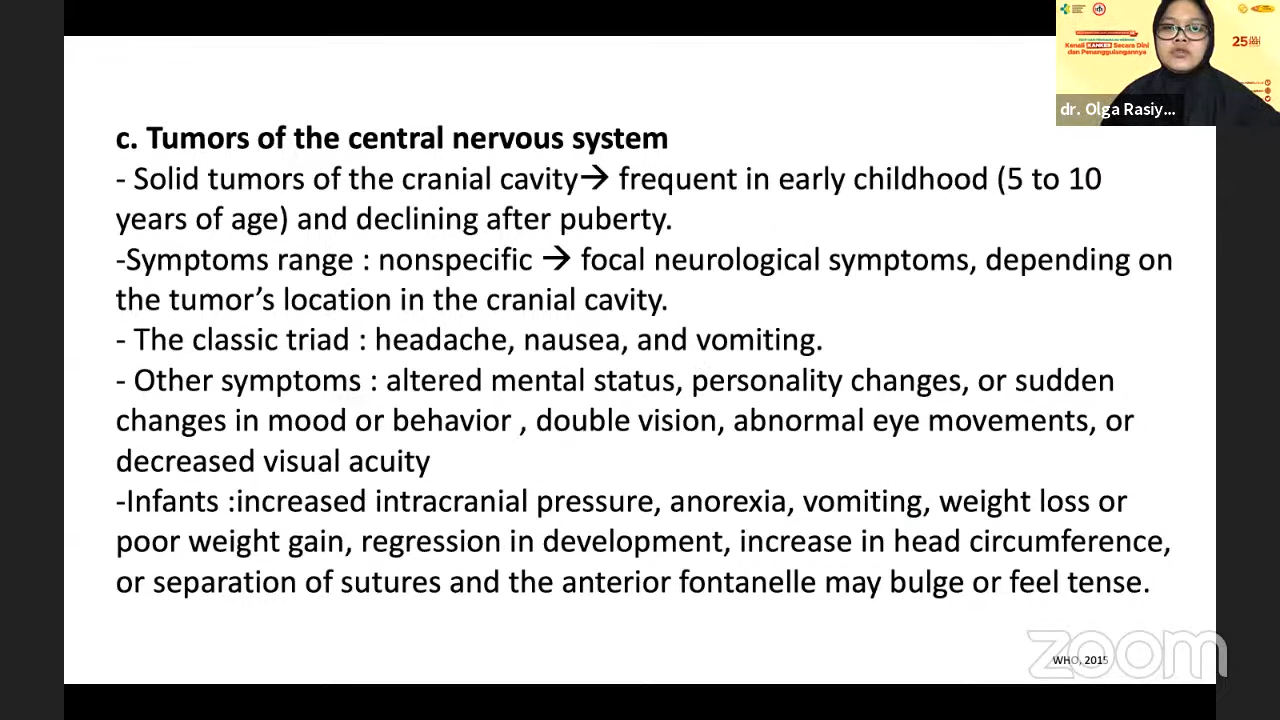 Kenali KANKER Secara Dini
dan Penanggulangannya
25 JULI
2021
dr. Olga Rasiy...
c. Tumors of the central nervous system
- Solid tumors of the cranial cavity→ frequent in early childhood (5 to 10
years of age) and declining after puberty.
-Symptoms range : nonspecific → focal neurological symptoms, depending on
the tumor’s location in the cranial cavity.
- The classic triad : headache, nausea, and vomiting.
- Other symptoms : altered mental status, personality changes, or sudden
changes in mood or behavior , double vision, abnormal eye movements, or
decreased visual acuity
-Infants :increased intracranial pressure, anorexia, vomiting, weight loss or
poor weight gain, regression in development, increase in head circumference,
or separation of sutures and the anterior fontanelle may bulge or feel tense.
WHO, 2015
zoom